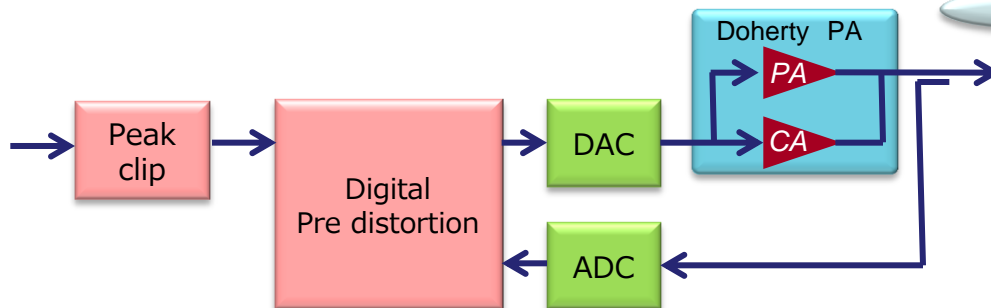 Doherty PA
PA
Peak
clip
DAC
CA
Digital
Pre distortion
ADC